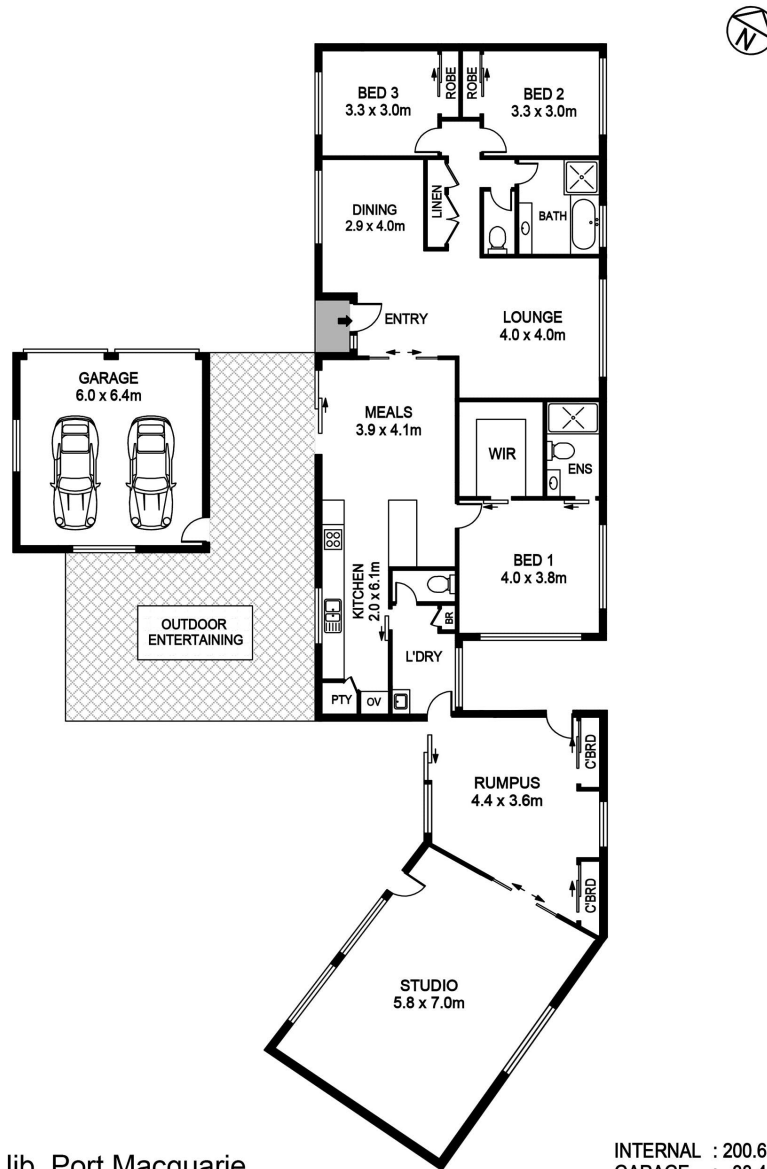 N
BED 3
3.3 x 3.0m
ROBE
ROBE
BED 2
3.3 x 3.0m
DINING
2.9 x 4.0m
LINEN
BATH
ENTRY
LOUNGE
4.0 x 4.0m
GARAGE
6.0 x 6.4m
MEALS
3.9 x 4.1m
WIR
ENS
BED 1
4.0 x 3.8m
KITCHEN
2.0 x 6.1m
BR
OUTDOOR
ENTERTAINING
L'DRY
PTY
OV
C'BRD
RUMPUS
4.4 x 3.6m
C'BRD
STUDIO
5.8 x 7.0m
Port Macquarie
INTERNAL : 200.6